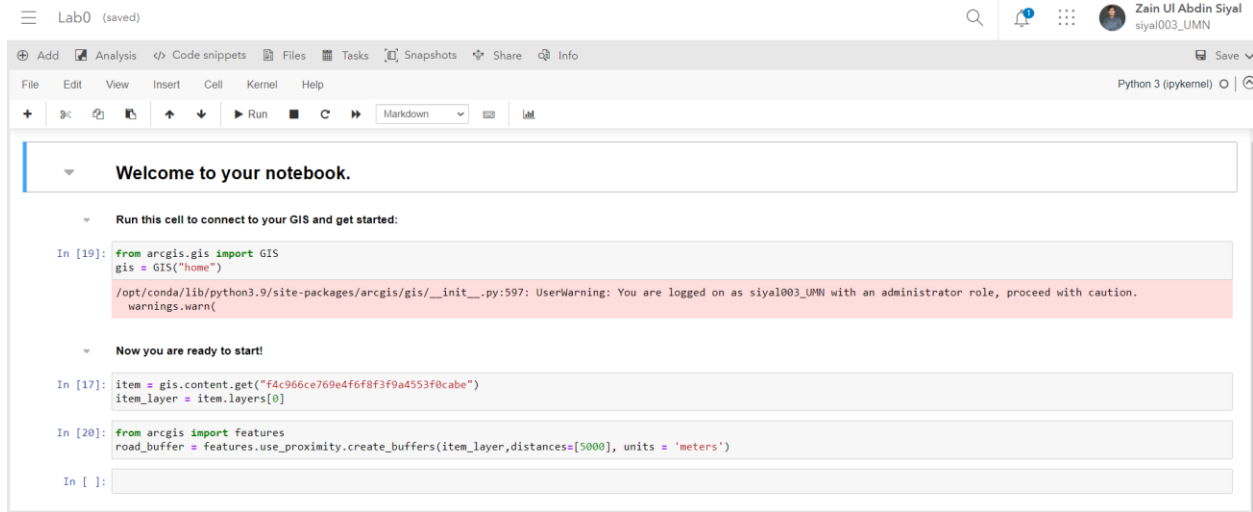 Lab0 (saved)
1
Zain Ul Abdin Siyal
siyal003_UMN
Add Analysis </> Code snippets Files Tasks Snapshots Share Info Save
File Edit View Insert Cell Kernel Help Python 3 (ipykernel)
Run Markdown
Welcome to your notebook.
Run this cell to connect to your GIS and get started:
In [19]: from arcgis.gis import GIS
gis = GIS("home")
/opt/conda/lib/python3.9/site-packages/arcgis/gis/__init__.py:597: UserWarning: You are logged on as siyal003_UMN with an administrator role, proceed with caution.
warnings.warn(
Now you are ready to start!
In [17]: item = gis.content.get("f4c966ce769e4f6f8f3f9a4553f0cabe")
item_layer = item.layers[0]
In [20]: from arcgis import features
road_buffer = features.use_proximity.create_buffers(item_layer,distances=[5000], units = 'meters')
In [ ]: